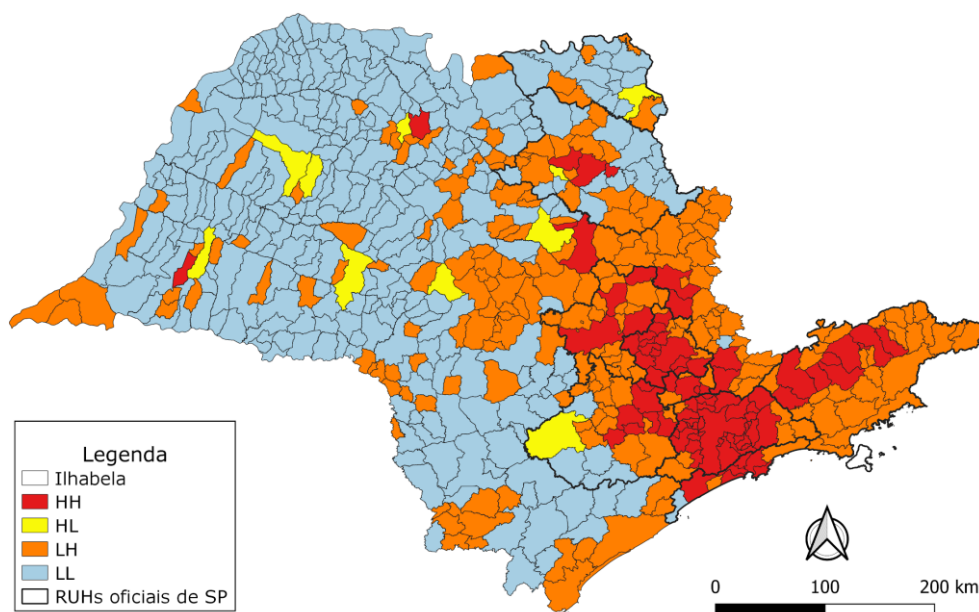 Legenda
Ilhabela
HH
HL
LH
LL
RUHs oficiais de SP
0 100 200 km